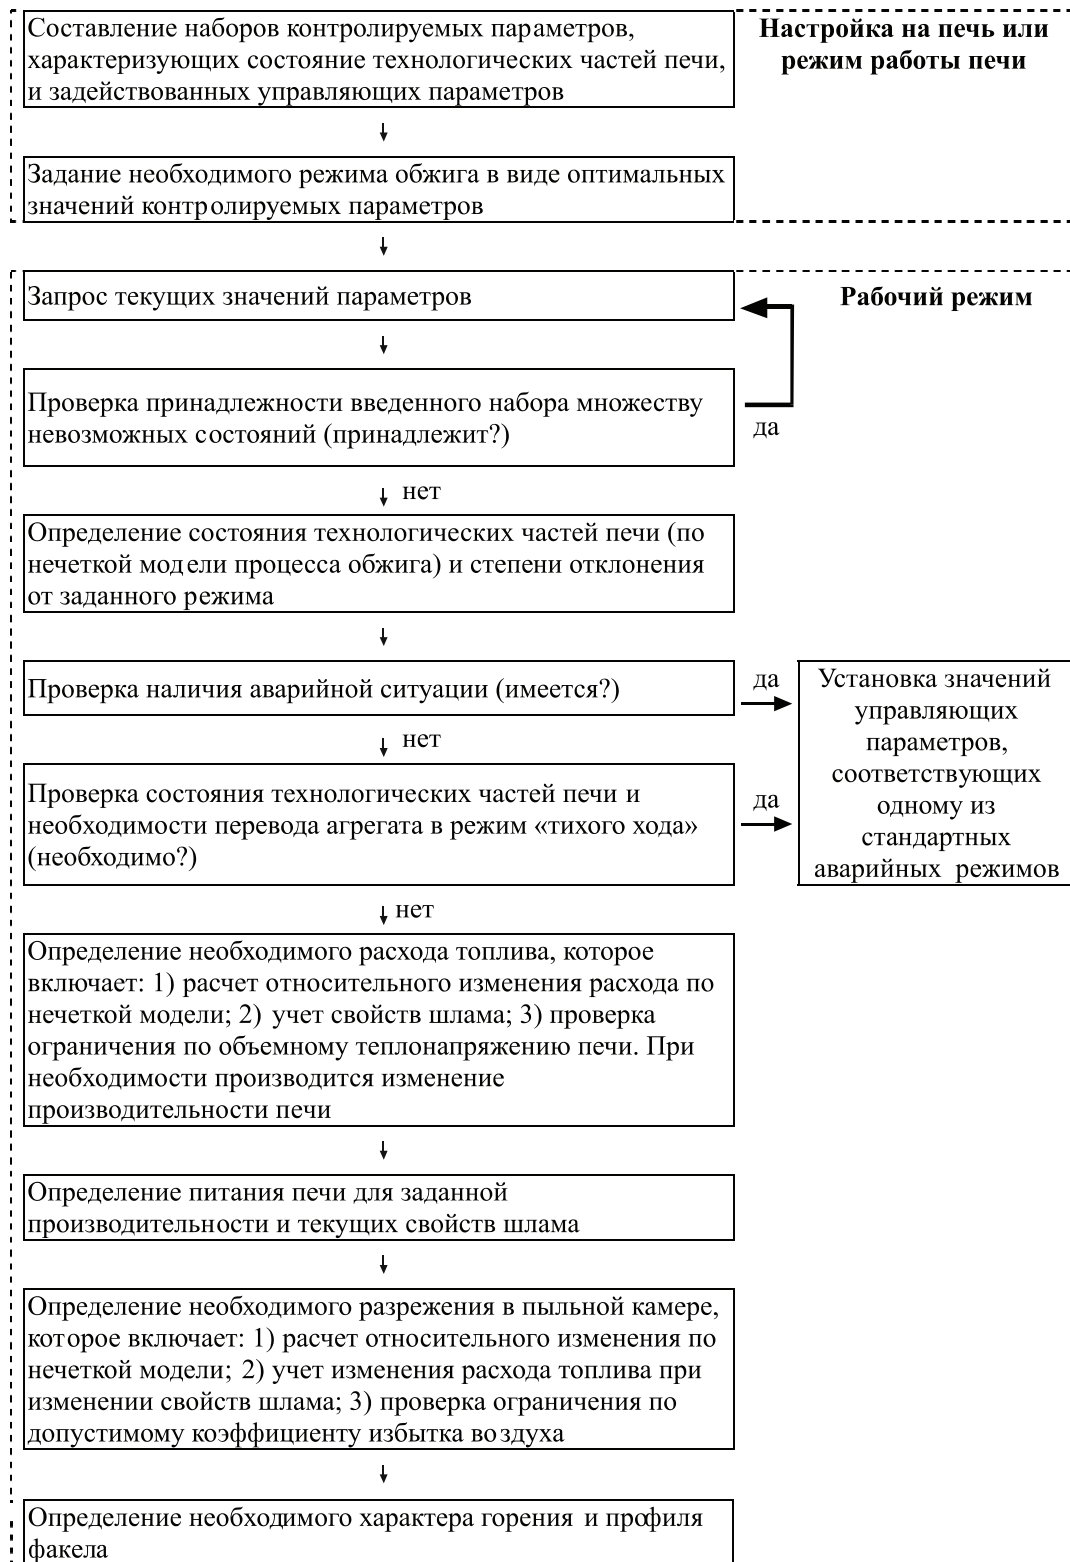 Составление наборов контролируемых параметров,
характеризующих состояние технологических частей печи,
и задействованных управляющих параметров
Настройка на печь или
режим работы печи
Задание необходимого режима обжига в виде оптимальных
значений контролируемых параметров
Запрос текущих значений параметров
Рабочий режим
Проверка принадлежности введенного набора множеству
невозможных состояний (принадлежит?)
да
нет
Определение состояния технологических частей печи (по
нечеткой модели процесса обжига) и степени отклонения
от заданного режима
Проверка наличия аварийной ситуации (имеется?)
да
Установка значений
управляющих
параметров,
соответствующих
одному из
стандартных
аварийных режимов
нет
Проверка состояния технологических частей печи и
необходимости перевода агрегата в режим «тихого хода»
(необходимо?)
да
нет
Определение необходимого расхода топлива, которое
включает: 1) расчет относительного изменения расхода по
нечеткой модели; 2) учет свойств шлама; 3) проверка
ограничения по объемному теплонапряжению печи. При
необходимости производится изменение
производительности печи
Определение питания печи для заданной
производительности и текущих свойств шлама
Определение необходимого разрежения в пыльной камере,
которое включает: 1) расчет относительного изменения по
нечеткой модели; 2) учет изменения расхода топлива при
изменении свойств шлама; 3) проверка ограничения по
допустимому коэффициенту избытка воздуха
Определение необходимого характера горения и профиля
факела